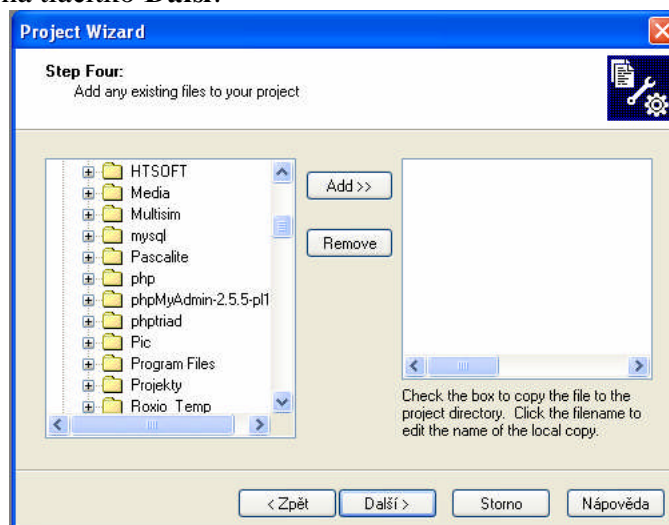 na tlačítko Další.
Project Wizard
Step Four:
Add any existing files to your project
HTSOFT
Media
Multisim
mysql
Pascalite
php
phpMyAdmin-2.5.5-pl1
phptriad
Pic
Program Files
Projekty
Roxio_Temp
Add >>
Remove
Check the box to copy the file to the
project directory. Click the filename to
edit the name of the local copy.
< Zpět
Další >
Storno
Nápověda